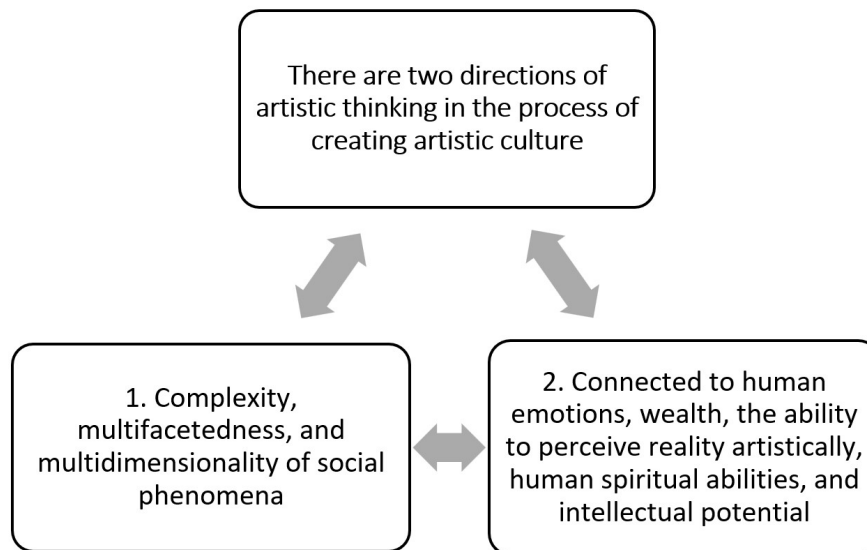 There are two directions of
artistic thinking in the process of
creating artistic culture
1. Complexity,
multifacetedness, and
multidimensionality of social
phenomena
2. Connected to human
emotions, wealth, the ability
to perceive reality artistically,
human spiritual abilities, and
intellectual potential